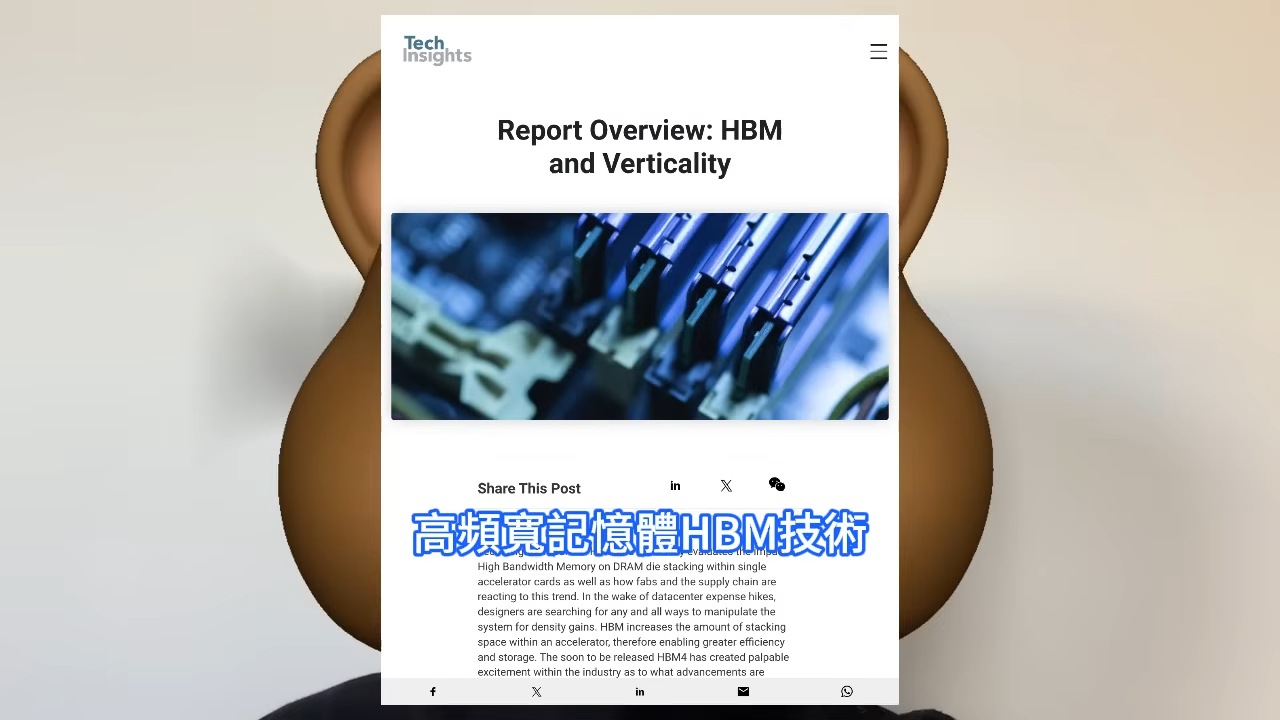 Tech
Insights
Report Overview: HBM
and Verticality
Share This Post
in
高頻寬記憶體HBM技術
High Bandwidth Memory on DRAM die stacking within single
accelerator cards as well as how fabs and the supply chain are
reacting to this trend. In the wake of datacenter expense hikes,
designers are searching for any and all ways to manipulate the
system for density gains. HBM increases the amount of stacking
space within an accelerator, therefore enabling greater efficiency
and storage. The soon to be released HBM4 has created palpable
excitement within the industry as to what advancements are
in